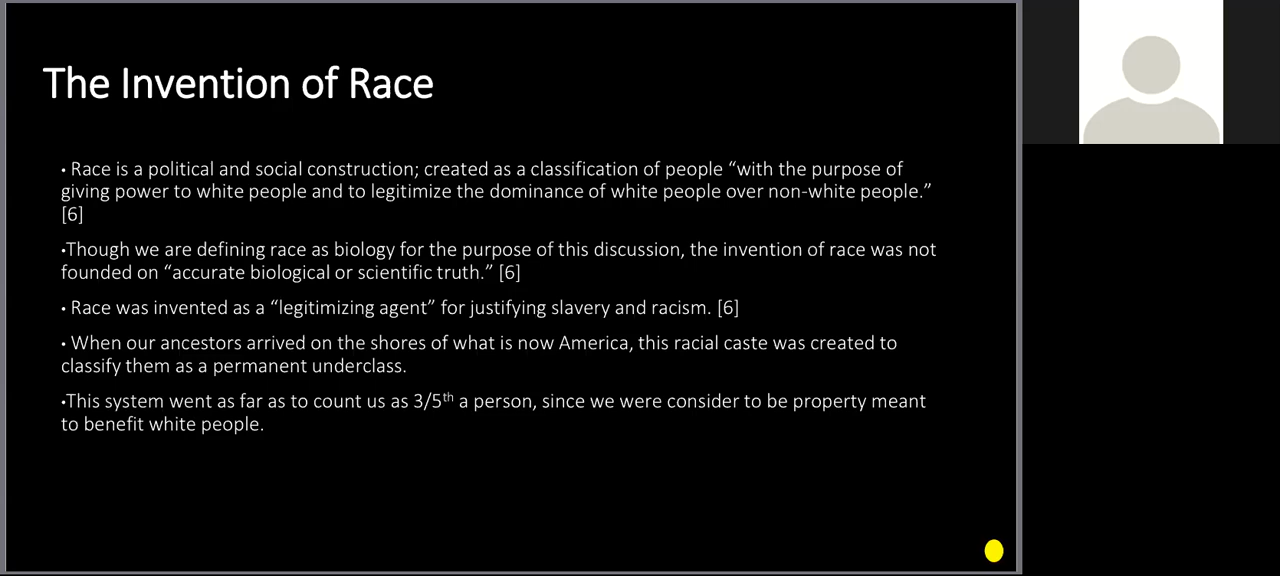 The Invention of Race
• Race is a political and social construction; created as a classification of people “with the purpose of
giving power to white people and to legitimize the dominance of white people over non-white people.”
[6]
•Though we are defining race as biology for the purpose of this discussion, the invention of race was not
founded on “accurate biological or scientific truth.” [6]
• Race was invented as a “legitimizing agent” for justifying slavery and racism. [6]
• When our ancestors arrived on the shores of what is now America, this racial caste was created to
classify them as a permanent underclass.
•This system went as far as to count us as 3/5th a person, since we were consider to be property meant
to benefit white people.